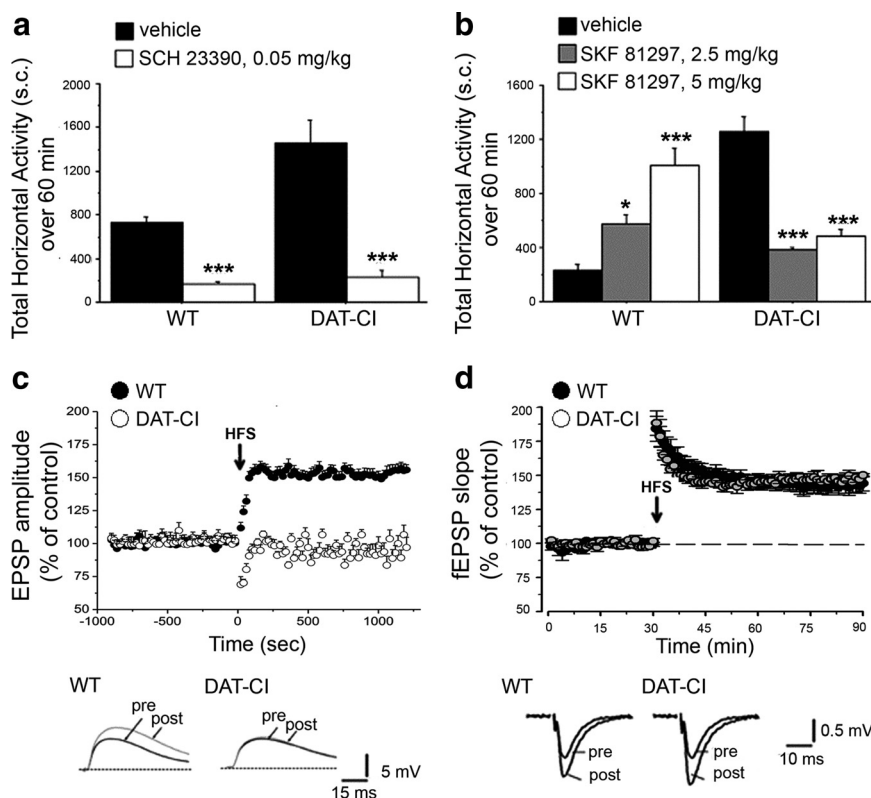 a
vehicle
SCH 23390, 0.05 mg/kg
Total Horizontal Activity (s.c.)
over 60 min
2000
1600
1200
800
400
0
***
***
WT
DAT-CI
b
vehicle
SKF 81297, 2.5 mg/kg
SKF 81297, 5 mg/kg
Total Horizontal Activity (s.c.)
over 60 min
1600
1200
800
400
0
*
***
***
***
WT
DAT-CI
c
WT
DAT-CI
HFS
EPSP amplitude
(% of control)
200
175
150
125
100
75
50
-1000
-500
0
500
1000
Time (sec)
WT
DAT-CI
pre
post
pre
post
5 mV
15 ms
d
WT
DAT-CI
HFS
fEPSP slope
(% of control)
200
175
150
125
100
75
50
0
15
30
45
60
75
90
Time (min)
WT
DAT-CI
pre
post
pre
post
0.5 mV
10 ms